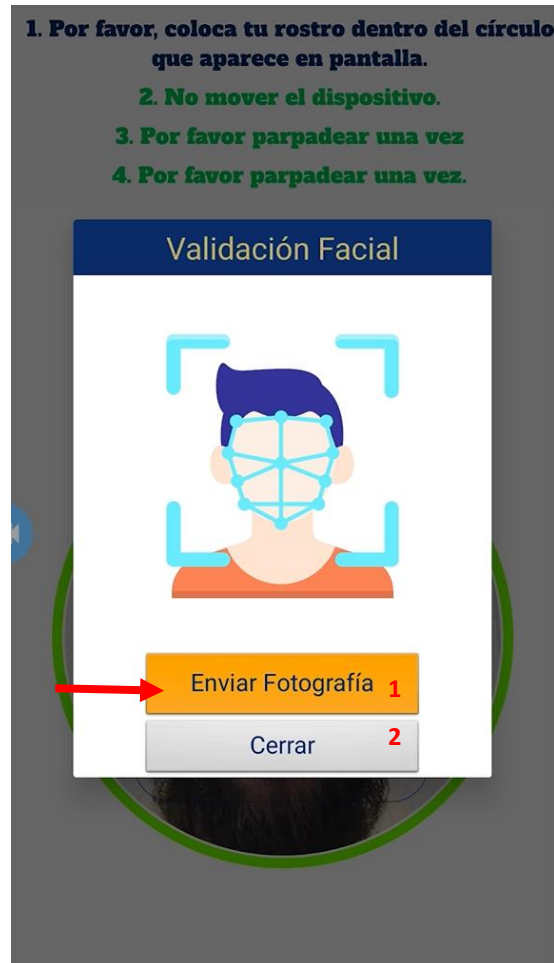 1. Por favor, coloca tu rostro dentro del círculo
que aparece en pantalla.
2. No mover el dispositivo.
3. Por favor parpadear una vez
4. Por favor parpadear una vez.
Validación Facial
Enviar Fotografía 1
Cerrar 2